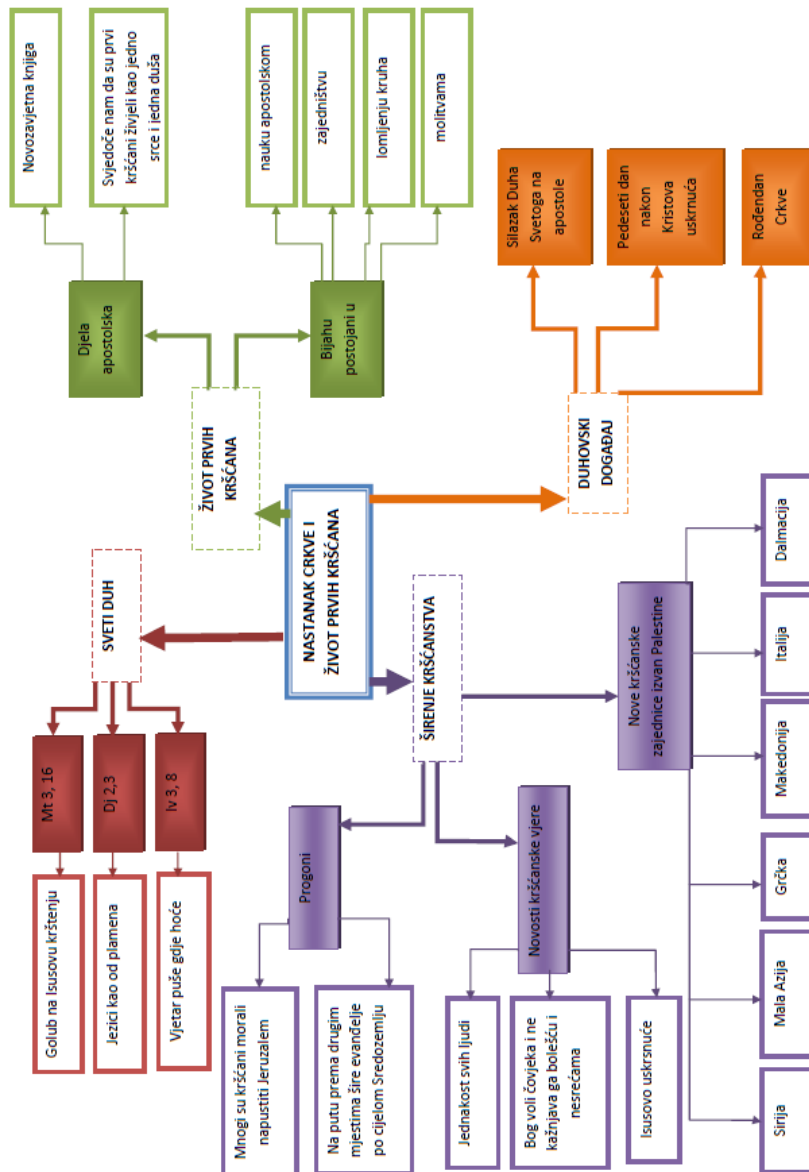 NASTANAK CRKVE I
ŽIVOT PRVIH KRŠĆANA
SVETI DUH
Mt 3, 16
Golub na Isusovu krštenju
Dj 2,3
Jezici kao od plamena
Iv 3, 8
Vjetar puše gdje hoće
ŽIVOT PRVIH
KRŠĆANA
Djela
apostolska
Novozavjetna knjiga
Svjedoče nam da su prvi
kršćani živjeli kao jedno
srce i jedna duša
Bijahu
postojani u
nauku apostolskom
zajedništvu
lomljenju kruha
molitvama
ŠIRENJE KRŠĆANSTVA
Progoni
Mnogi su kršćani morali
napustiti Jeruzalem
Na putu prema drugim
mjestima šire evanđelje
po cijelom Sredozemlju
Novosti kršćanske vjere
Jednakost svih ljudi
Bog voli čovjeka i ne
kažnjava ga bolešću i
nesrećama
Isusovo uskrsnuće
Nove kršćanske
zajednice izvan Palestine
Sirija
Mala Azija
Grčka
Makedonija
Italija
Dalmacija
DUHOVSKI
DOGAĐAJ
Silazak Duha
Svetoga na
apostole
Pedeseti dan
nakon
Kristova
uskrnuća
Rođendan
Crkve